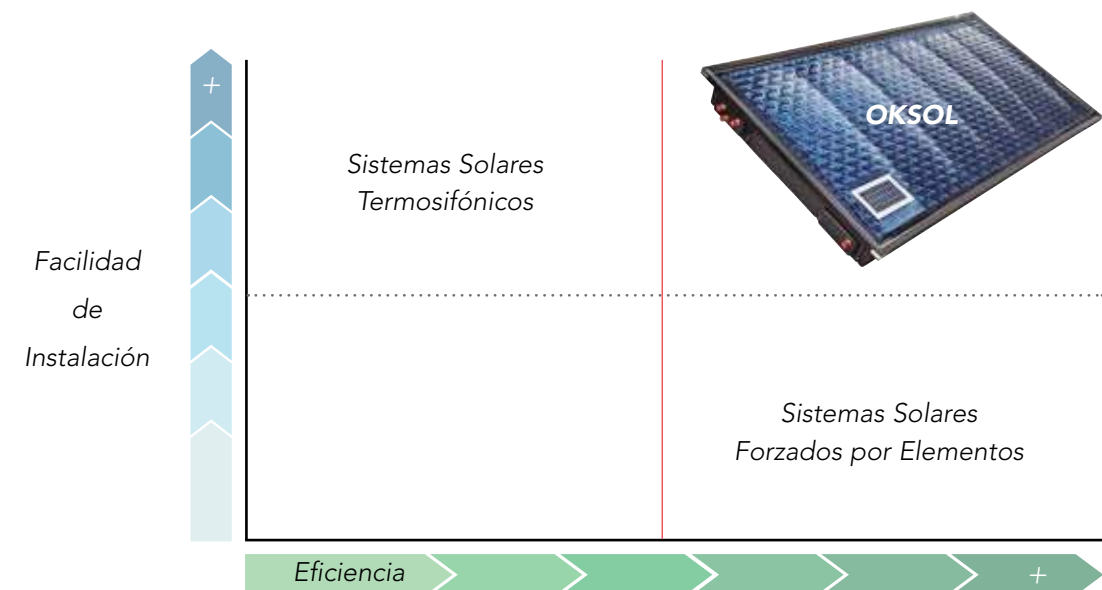 +
OKSOL
Sistemas Solares
Termosifónicos
Facilidad
de
Instalación
Sistemas Solares
Forzados por Elementos
Eficiencia
+